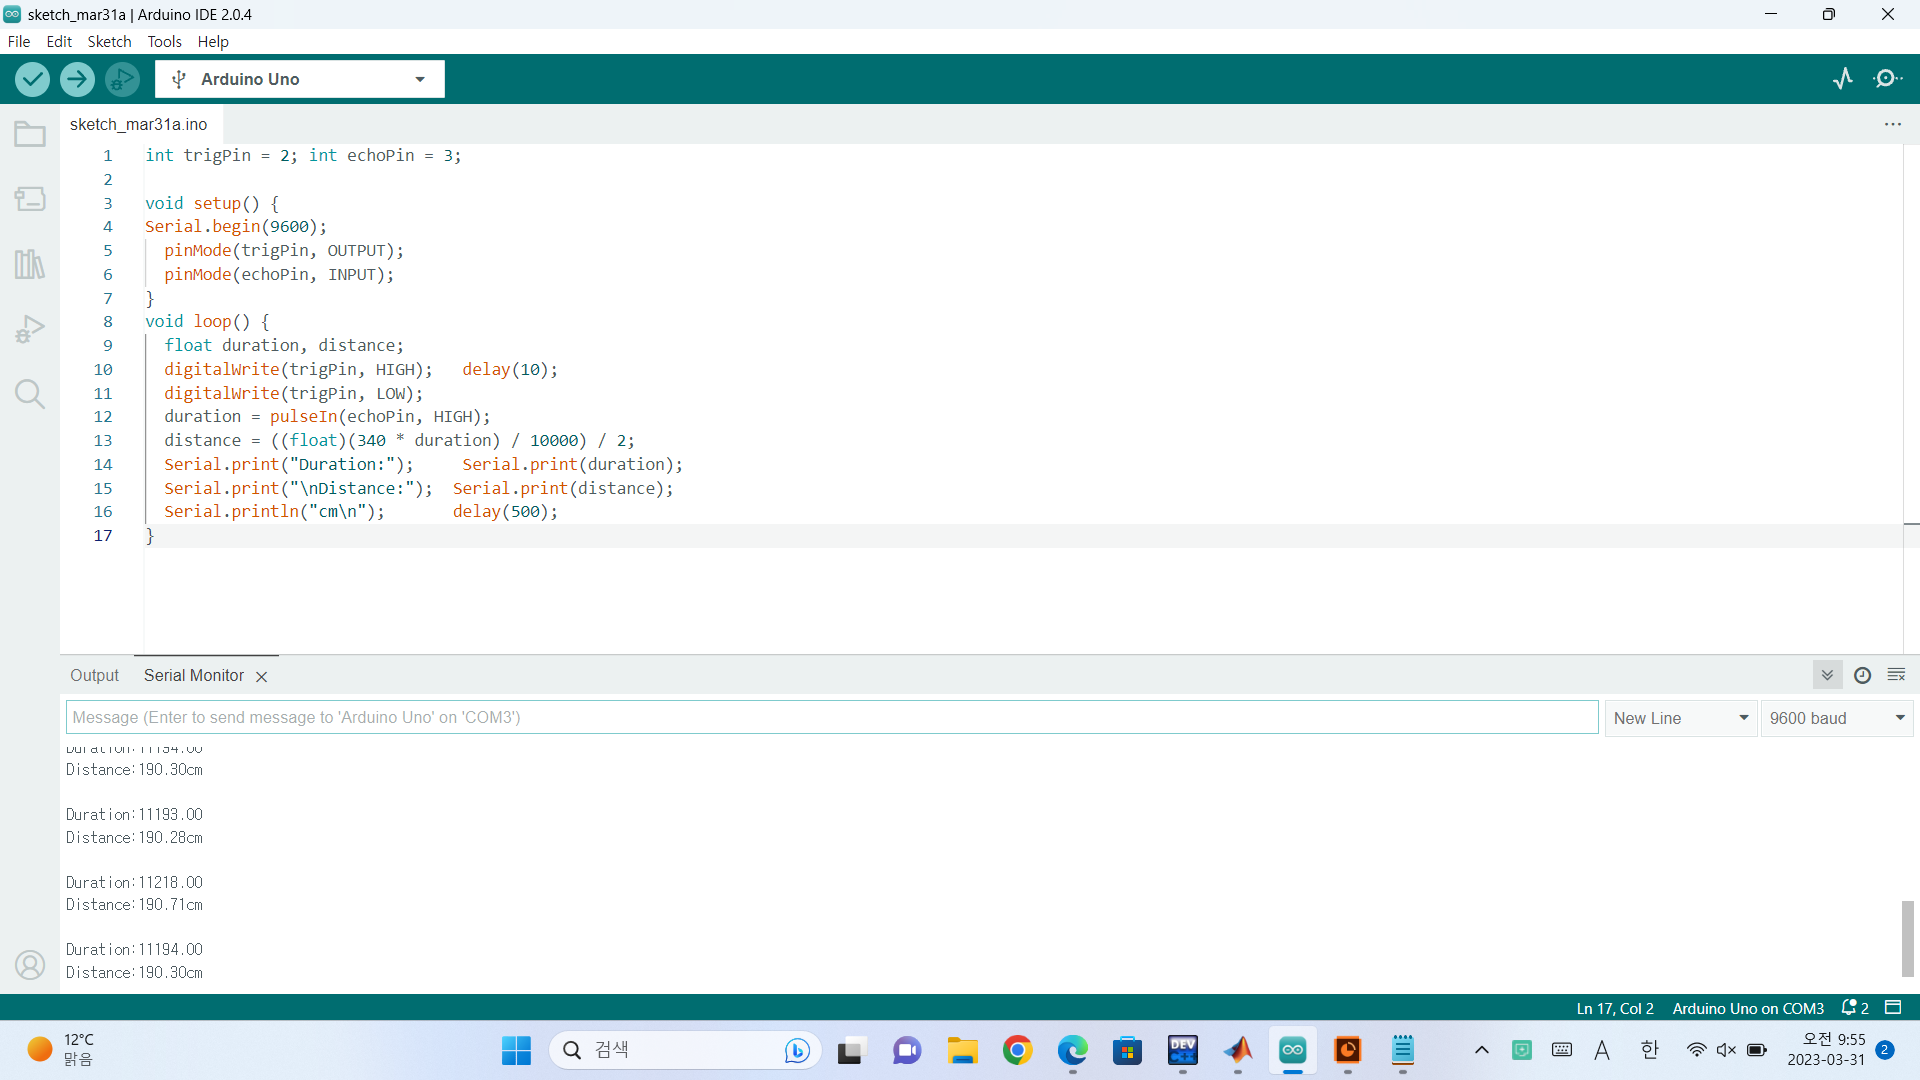 sketch_mar31a | Arduino IDE 2.0.4
File Edit Sketch Tools Help
Arduino Uno
sketch_mar31a.ino
1 int trigPin = 2; int echoPin = 3;
2
3 void setup() {
4 Serial.begin(9600);
5 pinMode(trigPin, OUTPUT);
6 pinMode(echoPin, INPUT);
7 }
8 void loop() {
9 float duration, distance;
10 digitalWrite(trigPin, HIGH); delay(10);
11 digitalWrite(trigPin, LOW);
12 duration = pulseIn(echoPin, HIGH);
13 distance = ((float)(340 * duration) / 10000) / 2;
14 Serial.print("Duration:"); Serial.print(duration);
15 Serial.print("\nDistance:"); Serial.print(distance);
16 Serial.println("cm\n"); delay(500);
17 }
Output Serial Monitor
Message (Enter to send message to 'Arduino Uno' on 'COM3') New Line 9600 baud
Duration:11194.00
Distance:190.30cm
Duration:11193.00
Distance:190.28cm
Duration:11218.00
Distance:190.71cm
Duration:11194.00
Distance:190.30cm
Ln 17, Col 2 Arduino Uno on COM3 2
12°C
맑음
검색
DEV
A 한
오전 9:55
2023-03-31 2